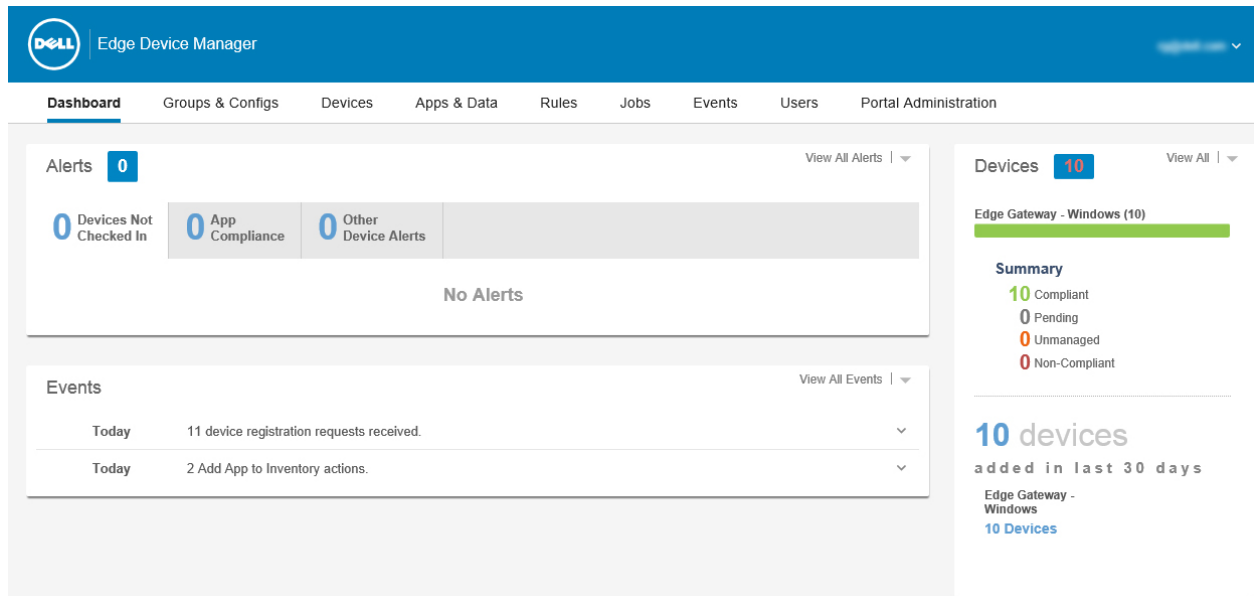 DELL
Edge Device Manager
Dashboard Groups & Configs Devices Apps & Data Rules Jobs Events Users Portal Administration
Alerts 0
View All Alerts
0 Devices Not Checked In
0 App Compliance
0 Other Device Alerts
No Alerts
Events
View All Events
Today 11 device registration requests received.
Today 2 Add App to Inventory actions.
Devices 10
View All
Edge Gateway - Windows (10)
Summary
10 Compliant
0 Pending
0 Unmanaged
0 Non-Compliant
10 devices
added in last 30 days
Edge Gateway -
Windows
10 Devices